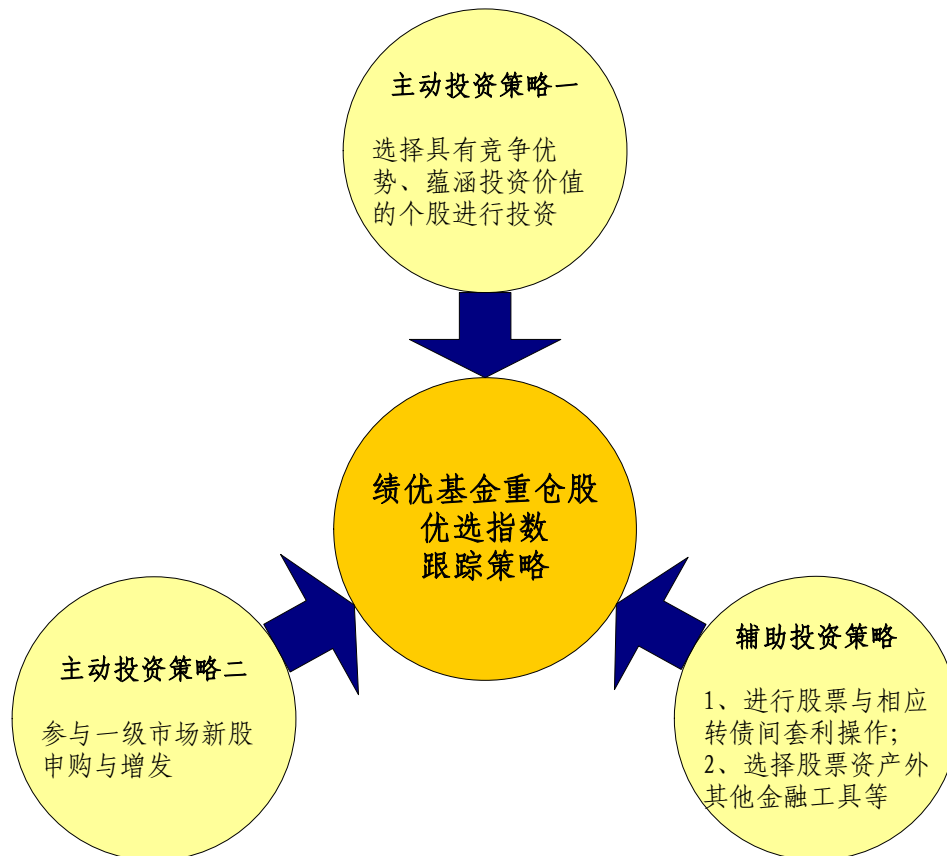 主动投资策略一
选择具有竞争优
势、蕴涵投资价值
的个股进行投资
绩优基金重仓股
优选指数
跟踪策略
主动投资策略二
参与一级市场新股
申购与增发
辅助投资策略
1、进行股票与相应
转债间套利操作;
2、选择股票资产外
其他金融工具等